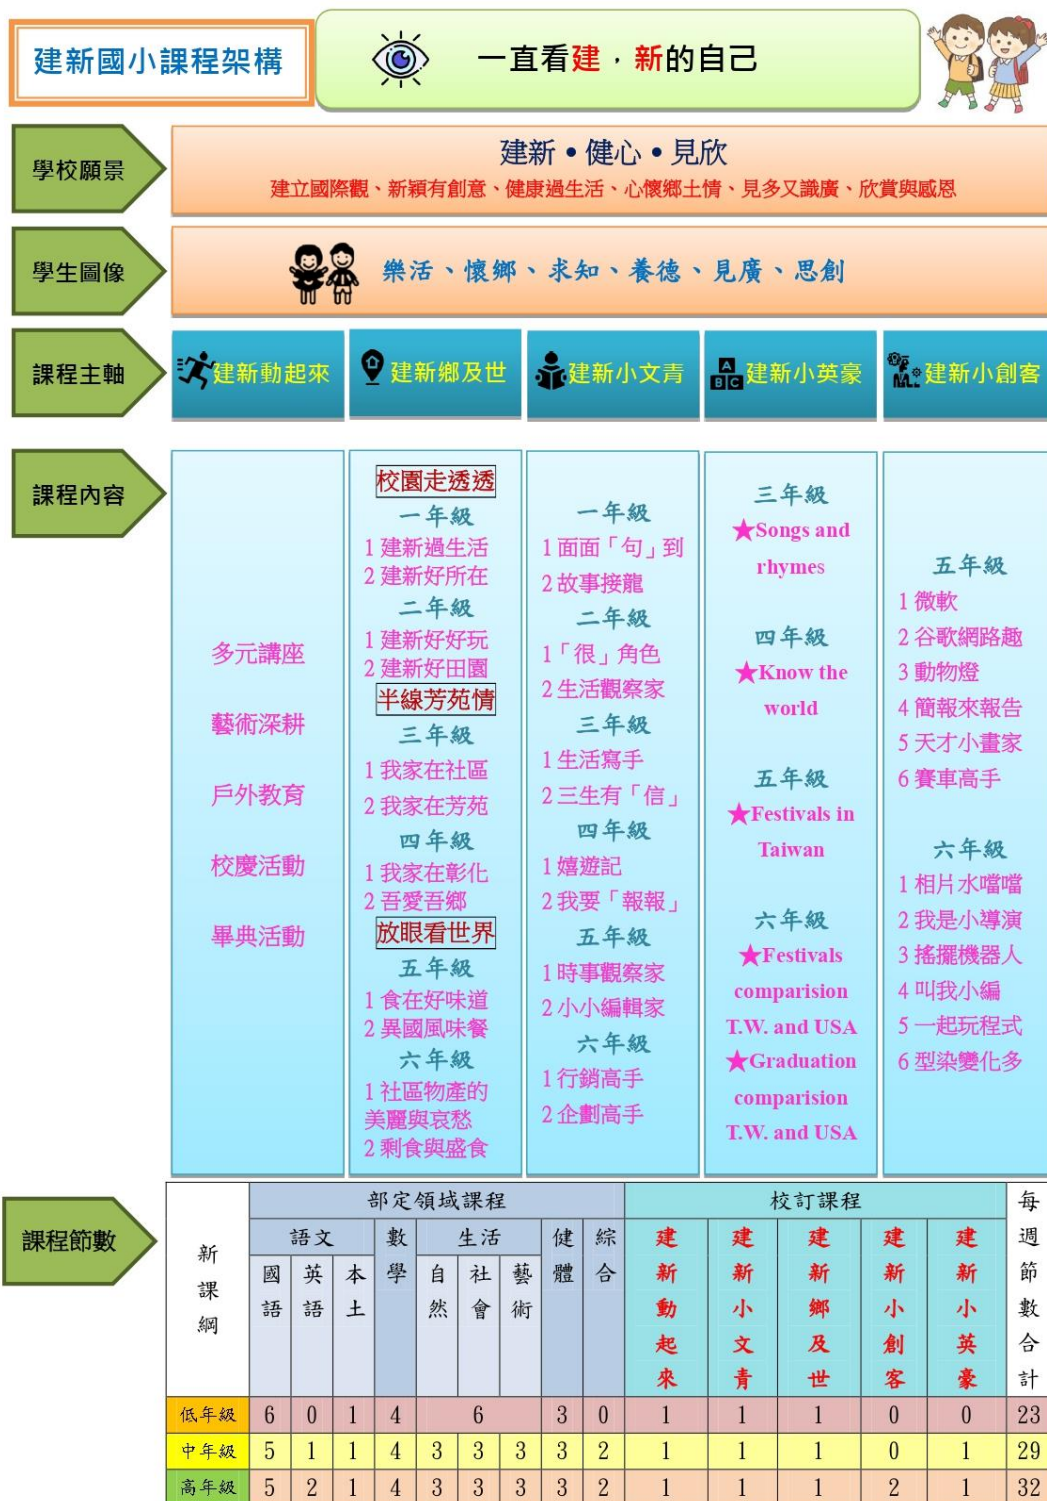 建新國小課程架構
一直看建，新的自己
學校願景
建新•健心•見欣
建立國際觀、新穎有創意、健康過生活、心懷鄉土情、見多又識廣、欣賞與感恩
學生圖像
樂活、懷鄉、求知、養德、見廣、思創
課程主軸
建新動起來
建新鄉及世
建新小文青
A
B C
建新小英豪
建新小創客
課程內容
多元講座
藝術深耕
戶外教育
校慶活動
畢典活動
校園走透透
一年級
1 建新過生活
2 建新好所在
二年級
1 建新好好玩
2 建新好田園
半線芳苑情
三年級
1 我家在社區
2 我家在芳苑
四年級
1 我家在彰化
2 吾愛吾鄉
放眼看世界
五年級
1 食在好味道
2 異國風味餐
六年級
1 社區物產的
美麗與哀愁
2 剩食與盛食
一年級
1 面面「句」到
2 故事接龍
二年級
1「很」角色
2 生活觀察家
三年級
1 生活寫手
2 三生有「信」
四年級
1 嬉遊記
2 我要「報報」
五年級
1 時事觀察家
2 小小編輯家
六年級
1 行銷高手
2 企劃高手
三年級
★Songs and
rhymes
四年級
★Know the
world
五年級
★Festivals in
Taiwan
六年級
★Festivals
comparision
T.W. and USA
★Graduation
comparision
T.W. and USA
五年級
1 微軟
2 谷歌網路趣
3 動物燈
4 簡報來報告
5 天才小畫家
6 賽車高手
六年級
1 相片水噹噹
2 我是小導演
3 搖擺機器人
4 叫我小編
5 一起玩程式
6 型染變化多
課程節數
新課綱 部定領域課程 校訂課程 每週節數合計
語文 數學 生活 健體 綜合 建新動起來 建新小文青 建新鄉及世 建新小創客 建新小英豪
國語 英語 本土 自然 社會 藝術
低年級 6 0 1 4 6 3 0 1 1 1 0 0 23
中年級 5 1 1 4 3 3 3 3 2 1 1 1 0 1 29
高年級 5 2 1 4 3 3 3 3 2 1 1 1 2 1 32